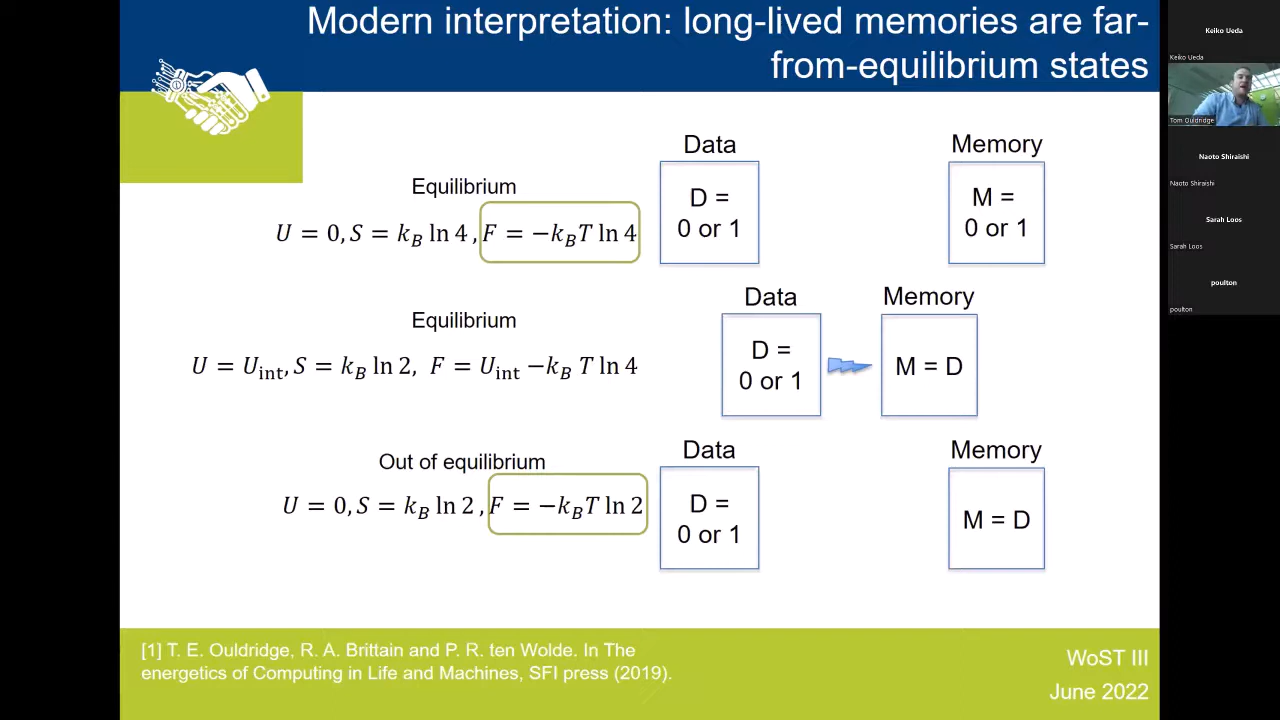 Modern interpretation: long-lived memories are far-
from-equilibrium states
Data
Memory
Equilibrium
U = 0, S = k_B ln 4 , F = −k_BT ln 4
D =
0 or 1
M =
0 or 1
Data
Memory
Equilibrium
U = U_int, S = k_B ln 2, F = U_int −k_B T ln 4
D =
0 or 1
M = D
Data
Memory
Out of equilibrium
U = 0, S = k_B ln 2 , F = −k_BT ln 2
D =
0 or 1
M = D
[1] T. E. Ouldridge, R. A. Brittain and P. R. ten Wolde. In The
energetics of Computing in Life and Machines, SFI press (2019).
WoST III
June 2022
Keiko Ueda
Keiko Ueda
Tom Ouldridge
Naoto Shiraishi
Naoto Shiraishi
Sarah Loos
Sarah Loos
poulton
poulton